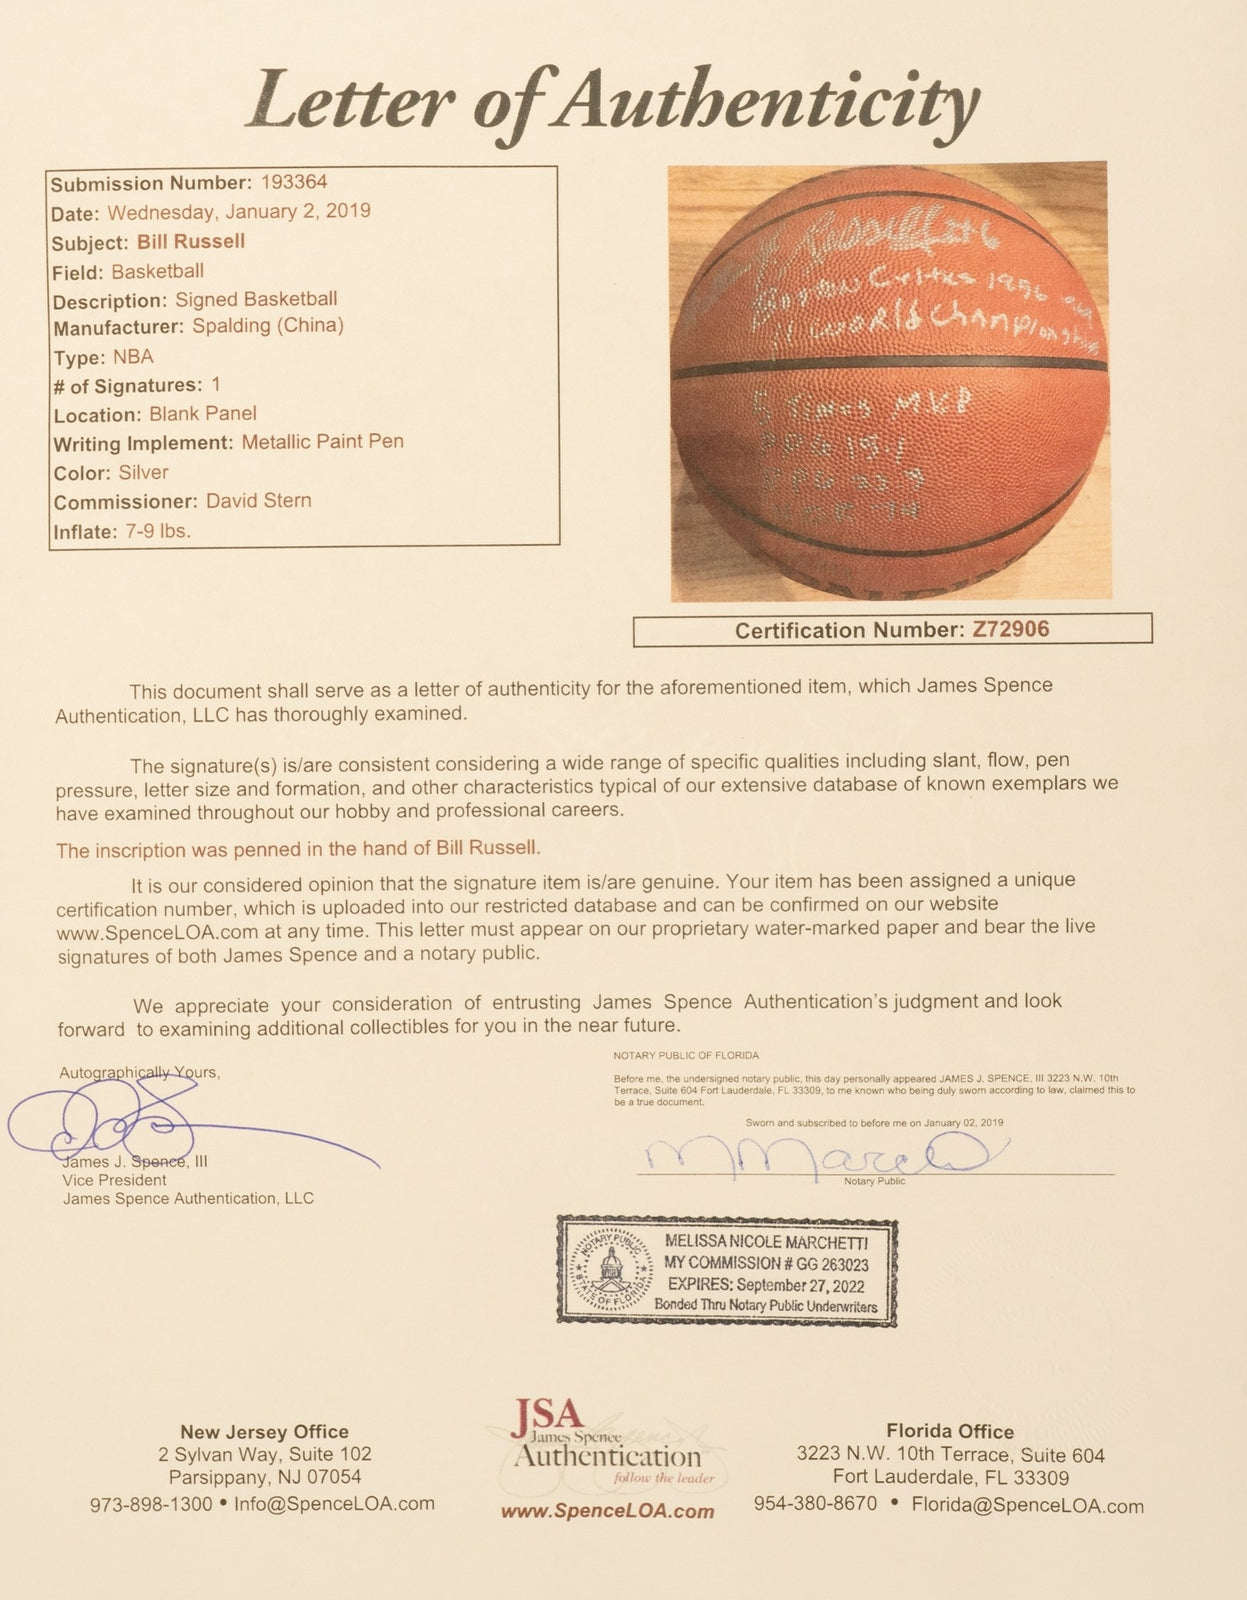 Letter of Authenticity
Submission Number: 193364
Date: Wednesday, January 2, 2019
Subject: Bill Russell
Field: Basketball
Description: Signed Basketball
Manufacturer: Spalding (China)
Type: NBA
# of Signatures: 1
Location: Blank Panel
Writing Implement: Metallic Paint Pen
Color: Silver
Commissioner: David Stern
Inflate: 7-9 lbs.
Russell #6
1956
11 WORLD Championships
5 Times MVP
19.1
Certification Number: Z72906
This document shall serve as a letter of authenticity for the aforementioned item, which James Spence
Authentication, LLC has thoroughly examined.
The signature(s) is/are consistent considering a wide range of specific qualities including slant, flow, pen
pressure, letter size and formation, and other characteristics typical of our extensive database of known exemplars we
have examined throughout our hobby and professional careers.
The inscription was penned in the hand of Bill Russell.
It is our considered opinion that the signature item is/are genuine. Your item has been assigned a unique
certification number, which is uploaded into our restricted database and can be confirmed on our website
www.SpenceLOA.com at any time. This letter must appear on our proprietary water-marked paper and bear the live
signatures of both James Spence and a notary public.
We appreciate your consideration of entrusting James Spence Authentication's judgment and look
forward to examining additional collectibles for you in the near future.
Autographically Yours,
James J. Spence, III
Vice President
James Spence Authentication, LLC
NOTARY PUBLIC OF FLORIDA
Before me, the undersigned notary public, this day personally appeared JAMES J. SPENCE, III 3223 N.W. 10th
Terrace, Suite 604 Fort Lauderdale, FL 33309, to me known who being duly sworn according to law, claimed this to
be a true document.
Sworn and subscribed to before me on January 02, 2019
Notary Public
NOTARY PUBLIC
STATE OF FLORIDA
MELISSA NICOLE MARCHETTI
MY COMMISSION # GG 263023
EXPIRES: September 27, 2022
Bonded Thru Notary Public Underwriters
New Jersey Office
2 Sylvan Way, Suite 102
Parsippany, NJ 07054
973-898-1300 • Info@SpenceLOA.com
JSA
James Spence
Authentication
follow the leader
www.SpenceLOA.com
Florida Office
3223 N.W. 10th Terrace, Suite 604
Fort Lauderdale, FL 33309
954-380-8670 • Florida@SpenceLOA.com